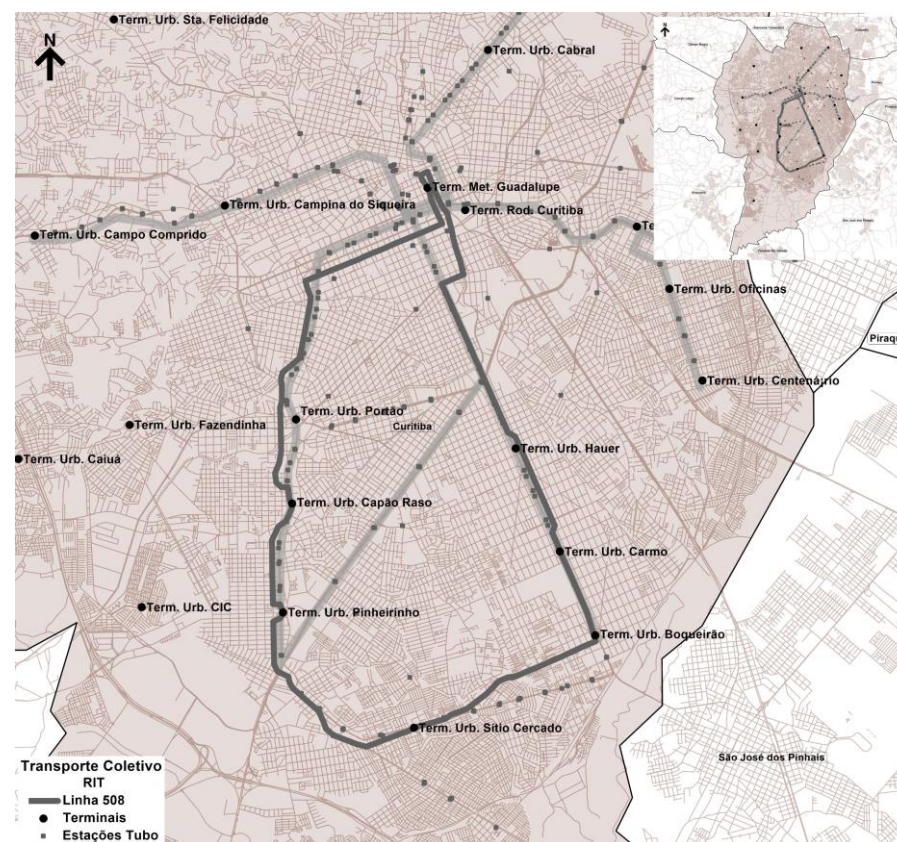 Term. Urb. Sta. Felicidade
N
Term. Urb. Cabral
N
Term. Met. Guadalupe
Term. Urb. Campina do Siqueira
Term. Rod. Curitiba
Term. Urb. Campo Comprido
Term. Urb. Oficinas
Piraq
Term. Urb. Centenário
Term. Urb. Portão
Term. Urb. Fazendinha
Curitiba
Term. Urb. Hauer
Term. Urb. Caiuá
Term. Urb. Capão Raso
Term. Urb. Carmo
Term. Urb. CIC
Term. Urb. Pinheirinho
Term. Urb. Boqueirão
Term. Urb. Sítio Cercado
São José dos Pinhais
Transporte Coletivo
RIT
Linha 508
Terminais
Estações Tubo